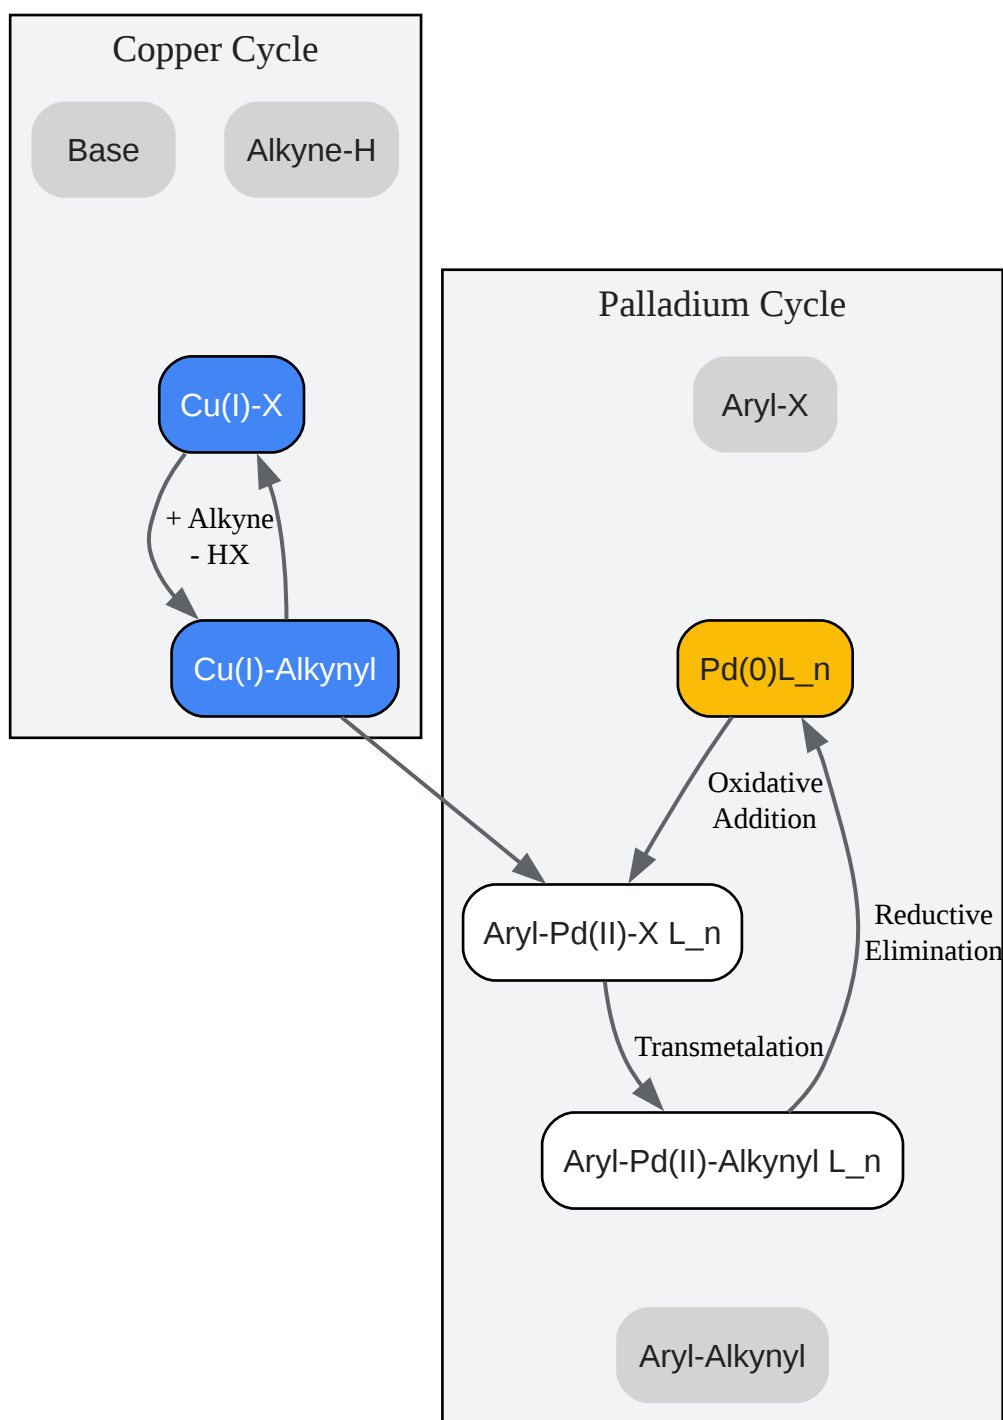 Copper Cycle
Base
Alkyne-H
Palladium Cycle
Cu(I)-X
Aryl-X
+ Alkyne
- HX
Cu(I)-Alkynyl
Pd(0)L_n
Oxidative
Addition
Aryl-Pd(II)-X L_n
Reductive
Elimination
Transmetalation
Aryl-Pd(II)-Alkynyl L_n
Aryl-Alkynyl